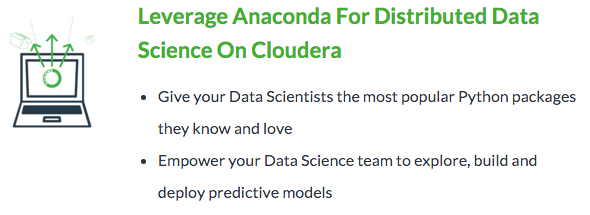 Leverage Anaconda For Distributed Data
Science On Cloudera
• Give your Data Scientists the most popular Python packages
they know and love
• Empower your Data Science team to explore, build and
deploy predictive models